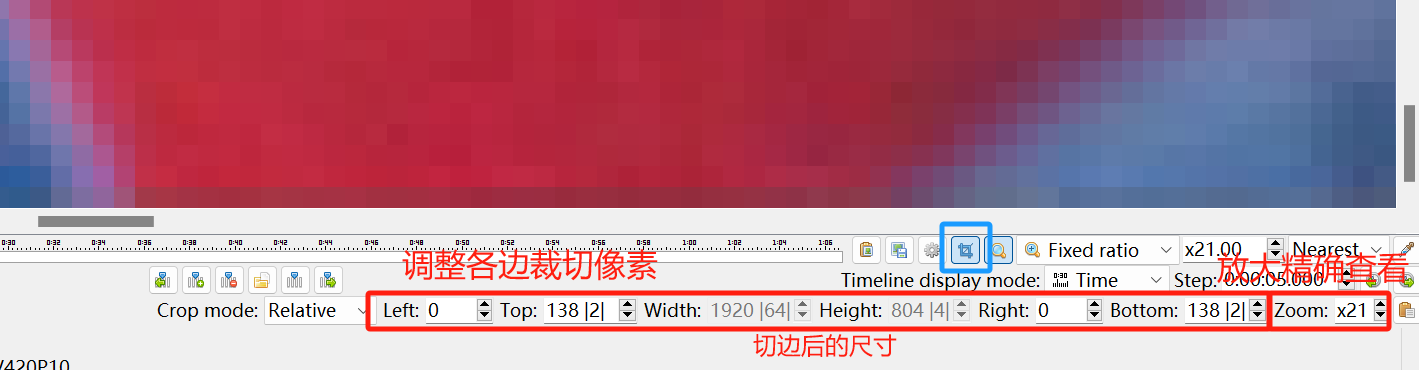 0:30 0:32 0:34 0:36 0:38 0:40 0:42 0:44 0:46 0:48 0:50 0:52 0:54 0:56 0:58 1:00 1:02 1:04 1:06
Fixed ratio x21.00 Nearest
调整各边裁切像素
放大精确查看
Timeline display mode: 0:30 Time Step: 0:00:05.000
Crop mode: Relative Left: 0 Top: 138 |2| Width: 1920 |64| Height: 804 |4| Right: 0 Bottom: 138 |2| Zoom: x21
切边后的尺寸
V420P10